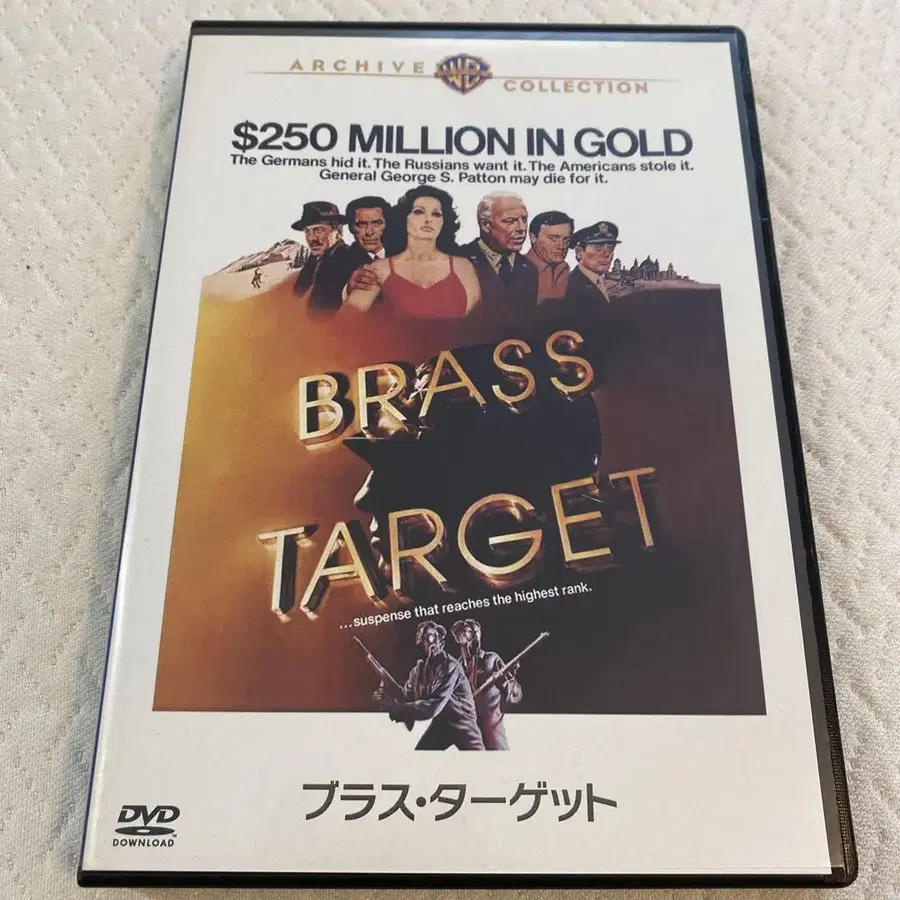 ARCHIVE WB COLLECTION
$250 MILLION IN GOLD
The Germans hid it. The Russians want it. The Americans stole it.
General George S. Patton may die for it.
BRASS
TARGET
...suspense that reaches the highest rank.
ブラス・ターゲット
DVD
DOWNLOAD